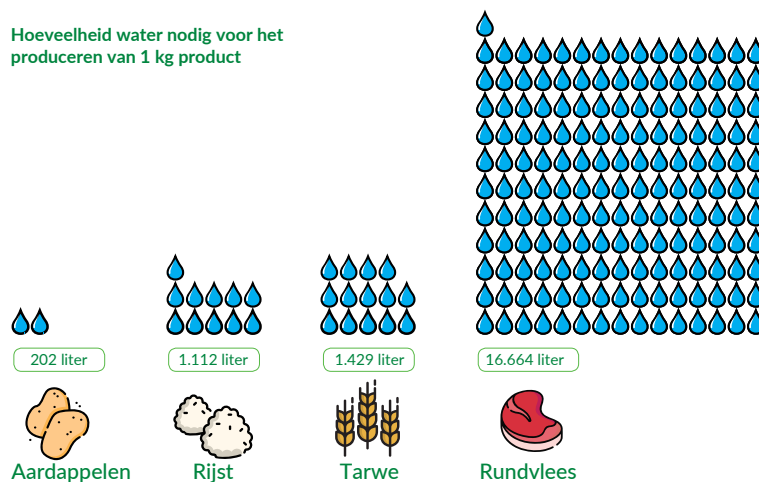 Hoeveelheid water nodig voor het
produceren van 1 kg product
202 liter
1.112 liter
1.429 liter
16.664 liter
Aardappelen
Rijst
Tarwe
Rundvlees